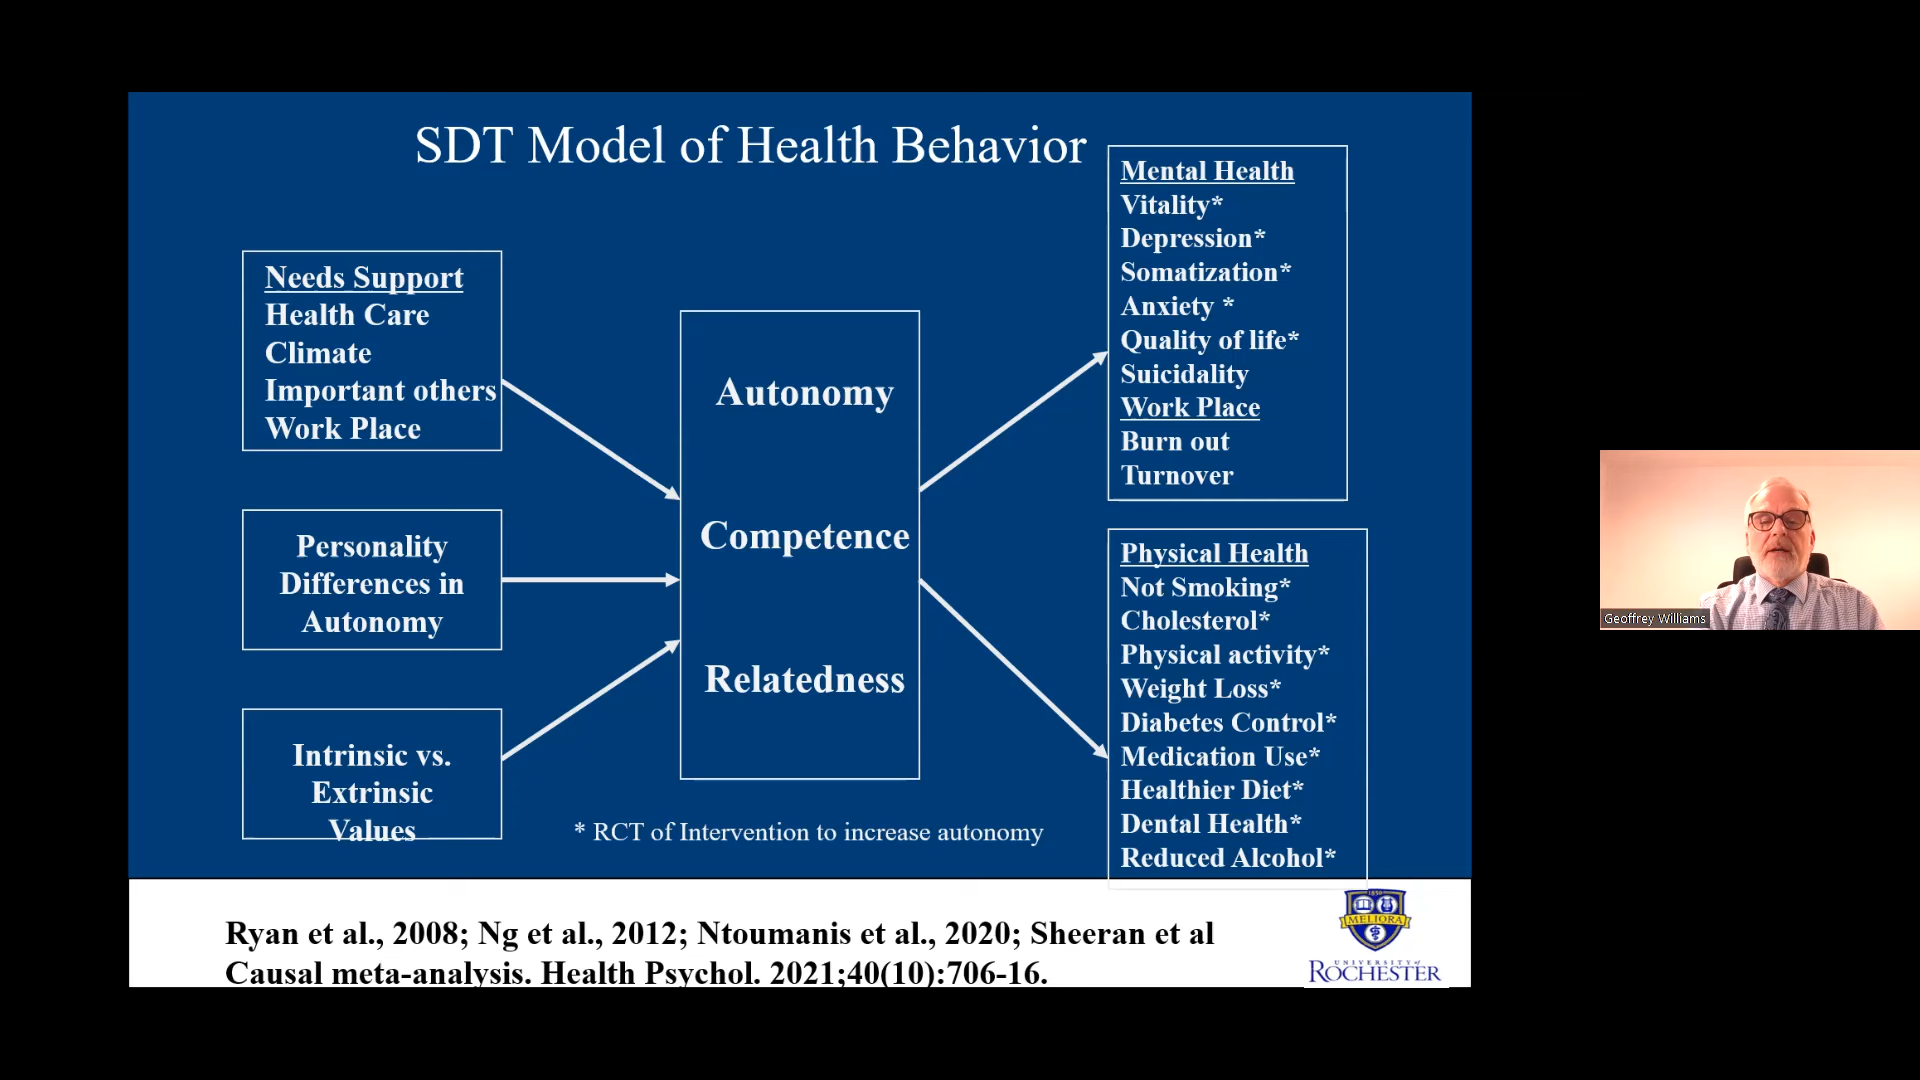 SDT Model of Health Behavior
Needs Support
Health Care
Climate
Important others
Work Place
Personality
Differences in
Autonomy
Intrinsic vs.
Extrinsic
Values
Autonomy
Competence
Relatedness
* RCT of Intervention to increase autonomy
Mental Health
Vitality*
Depression*
Somatization*
Anxiety *
Quality of life*
Suicidality
Work Place
Burn out
Turnover
Physical Health
Not Smoking*
Cholesterol*
Physical activity*
Weight Loss*
Diabetes Control*
Medication Use*
Healthier Diet*
Dental Health*
Reduced Alcohol*
Ryan et al., 2008; Ng et al., 2012; Ntoumanis et al., 2020; Sheeran et al
Causal meta-analysis. Health Psychol. 2021;40(10):706-16.
1850
MELIORA
UNIVERSITY of
ROCHESTER
Geoffrey Williams